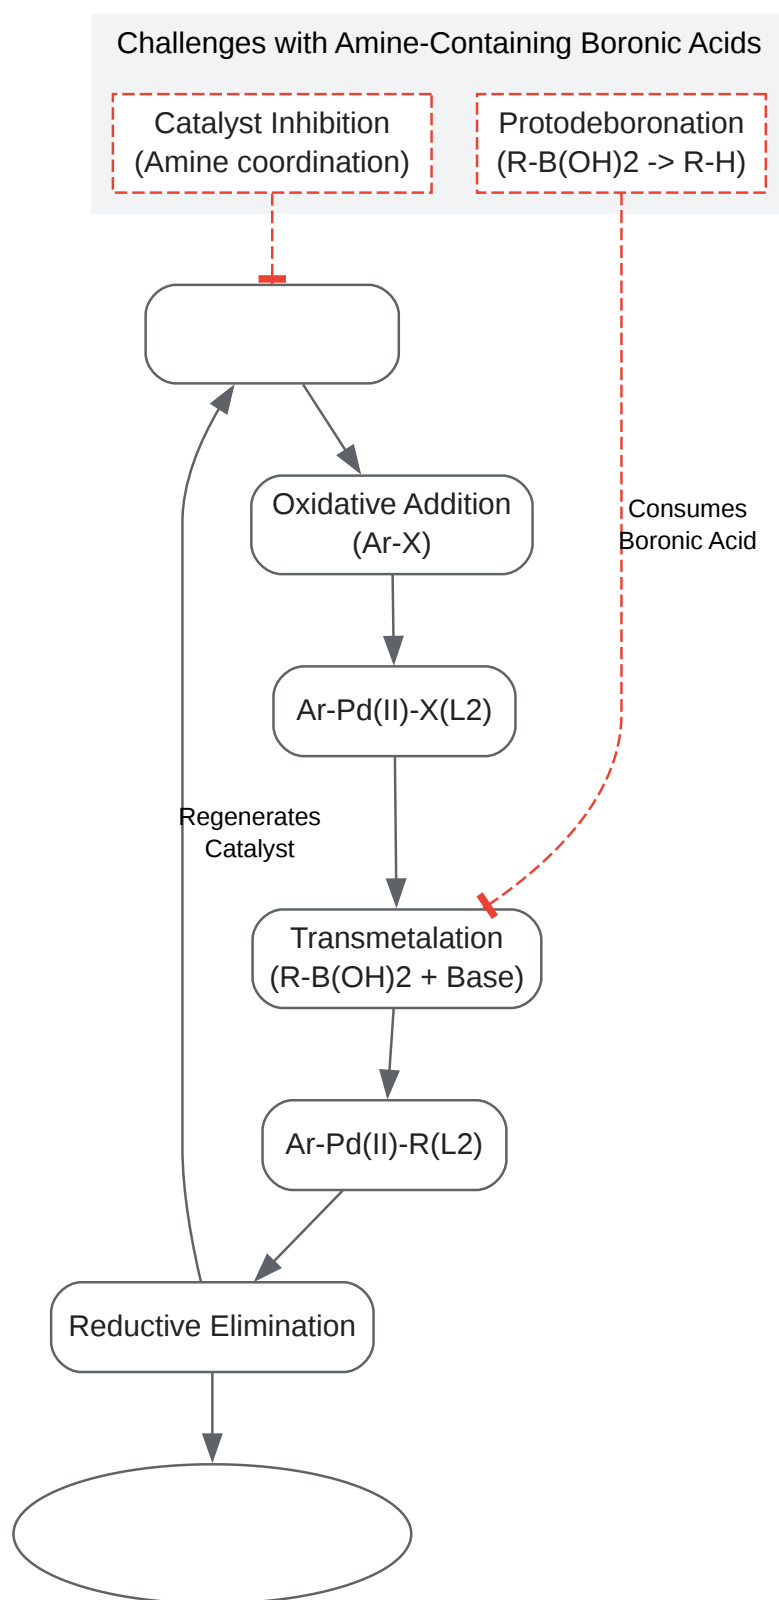 Challenges with Amine-Containing Boronic Acids
Catalyst Inhibition
(Amine coordination)
Protodeboronation
(R-B(OH)2 -> R-H)
Oxidative Addition
(Ar-X)
Consumes
Boronic Acid
Ar-Pd(II)-X(L2)
Regenerates
Catalyst
Transmetalation
(R-B(OH)2 + Base)
Ar-Pd(II)-R(L2)
Reductive Elimination